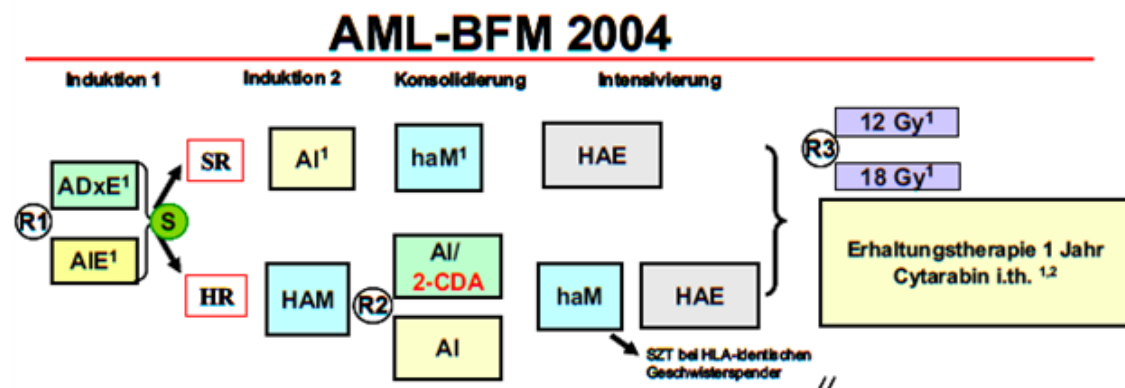 AML-BFM 2004
Induktion 1
Induktion 2
Konsolidierung
Intensivierung
R1
ADxE¹
AIE¹
S
SR
HR
AI¹
HAM
R2
haM¹
AI/
2-CDA
AI
HAE
haM
HAE
SZT bei HLA-identischen
Geschwisterspender
R3
12 Gy¹
18 Gy¹
Erhaltungstherapie 1 Jahr
Cytarabin i.th. ¹,²
//